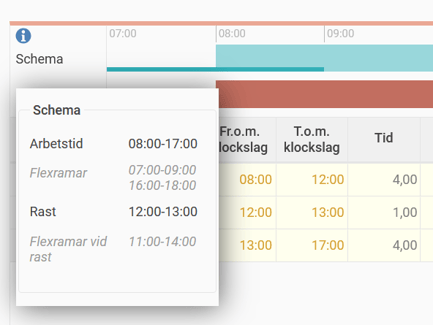 07:00 08:00 09:00
Schema
Schema
Arbetstid 08:00-17:00
Flexramar 07:00-09:00
16:00-18:00
Rast 12:00-13:00
Flexramar vid 11:00-14:00
rast
Fr.o.m. T.o.m. Tid
klockslag
08:00 12:00 4,00
12:00 13:00 1,00
13:00 17:00 4,00